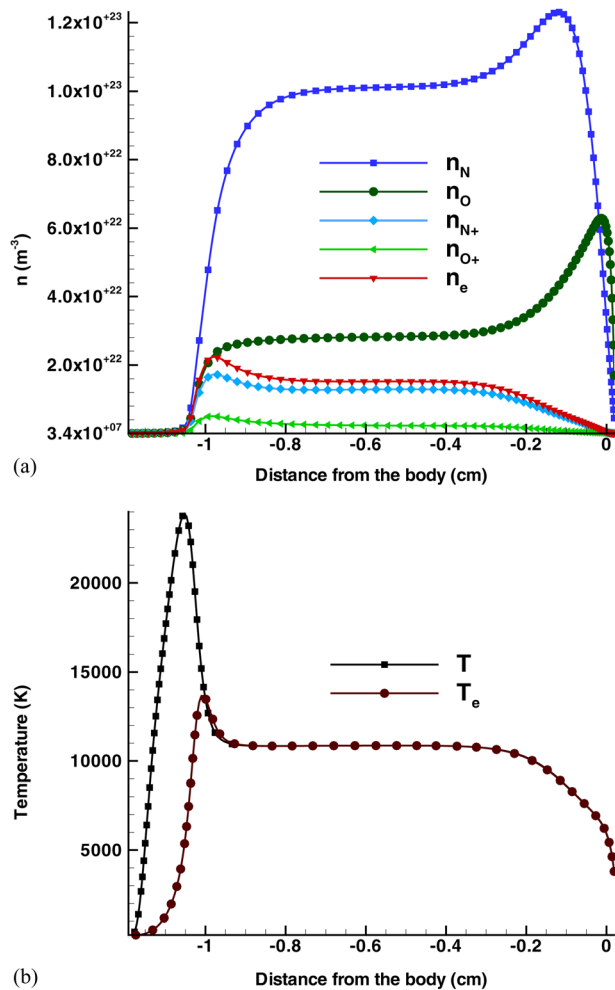 1.2x10+23
1.0x10+23
8.0x10+22
6.0x10+22
4.0x10+22
2.0x10+22
3.4x10+07
n (m-3)
nN
nO
nN+
nO+
ne
-1 -0.8 -0.6 -0.4 -0.2 0
Distance from the body (cm)
(a)
20000
15000
10000
5000
Temperature (K)
T
Te
-1 -0.8 -0.6 -0.4 -0.2 0
Distance from the body (cm)
(b)